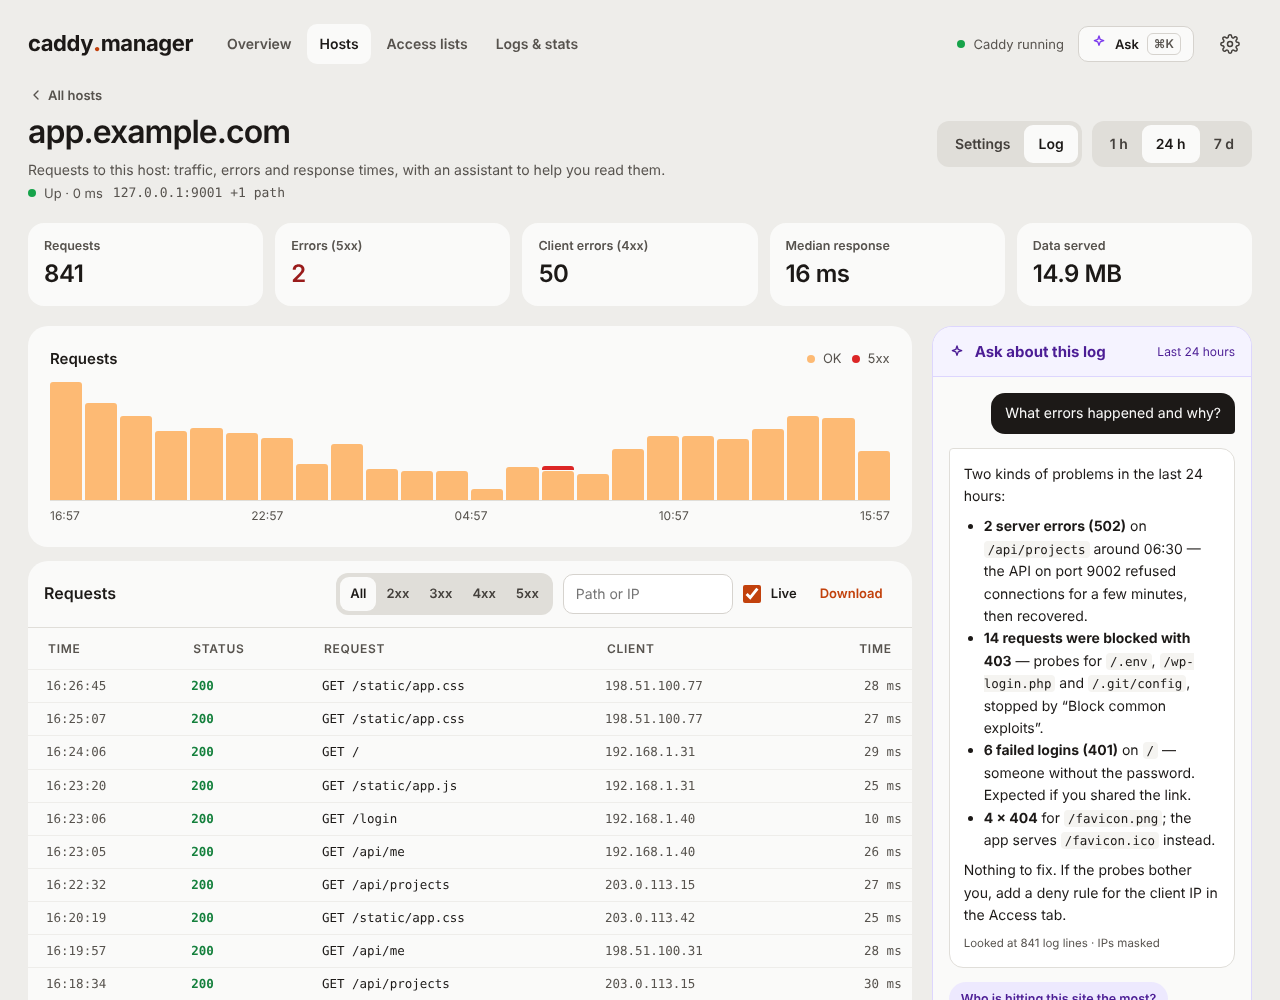 caddy.manager
Overview
Hosts
Access lists
Logs & stats
Caddy running
Ask
⌘K
All hosts
app.example.com
Requests to this host: traffic, errors and response times, with an assistant to help you read them.
Up · 0 ms 127.0.0.1:9001 +1 path
Settings
Log
1 h
24 h
7 d
Requests
841
Errors (5xx)
2
Client errors (4xx)
50
Median response
16 ms
Data served
14.9 MB
Requests
OK
5xx
16:57
22:57
04:57
10:57
15:57
Requests
All
2xx
3xx
4xx
5xx
Path or IP
Live
Download
TIME STATUS REQUEST CLIENT TIME
16:26:45 200 GET /static/app.css 198.51.100.77 28 ms
16:25:07 200 GET /static/app.css 198.51.100.77 27 ms
16:24:06 200 GET / 192.168.1.31 29 ms
16:23:20 200 GET /static/app.js 192.168.1.31 25 ms
16:23:06 200 GET /login 192.168.1.40 10 ms
16:23:05 200 GET /api/me 192.168.1.40 26 ms
16:22:32 200 GET /api/projects 203.0.113.15 27 ms
16:20:19 200 GET /static/app.css 203.0.113.42 25 ms
16:19:57 200 GET /api/me 198.51.100.31 28 ms
16:18:34 200 GET /api/projects 203.0.113.15 30 ms
Ask about this log
Last 24 hours
What errors happened and why?
Two kinds of problems in the last 24
hours:
• 2 server errors (502) on
/api/projects around 06:30 —
the API on port 9002 refused
connections for a few minutes,
then recovered.
• 14 requests were blocked with
403 — probes for /.env, /wp-
login.php and /.git/config,
stopped by “Block common
exploits”.
• 6 failed logins (401) on / —
someone without the password.
Expected if you shared the link.
• 4 × 404 for /favicon.png; the
app serves /favicon.ico instead.
Nothing to fix. If the probes bother
you, add a deny rule for the client IP in
the Access tab.
Looked at 841 log lines · IPs masked
Who is hitting this site the most?